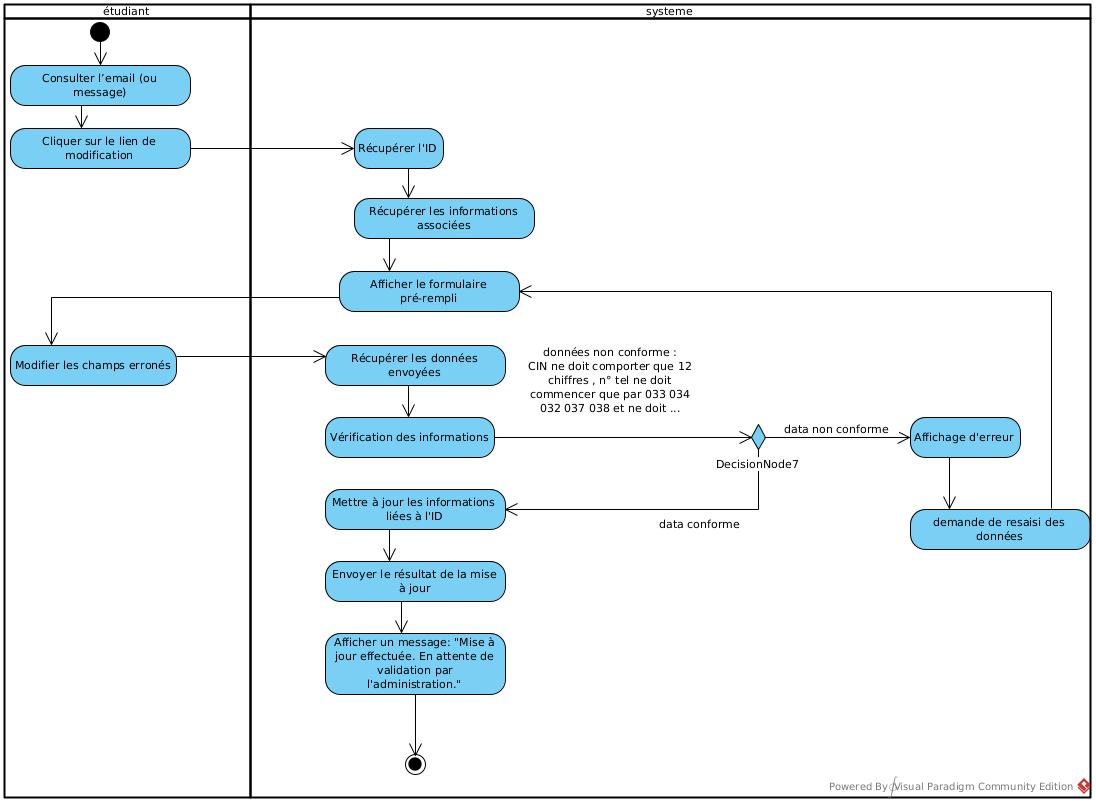 étudiant
systeme
Consulter l'email (ou
message)
Cliquer sur le lien de
modification
Récupérer l'ID
Récupérer les informations
associées
Afficher le formulaire
pré-rempli
Modifier les champs erronés
Récupérer les données
envoyées
données non conforme :
CIN ne doit comporter que 12
chiffres , n° tel ne doit
commencer que par 033 034
032 037 038 et ne doit ...
Vérification des informations
data non conforme
Affichage d'erreur
DecisionNode7
Mettre à jour les informations
liées à l'ID
data conforme
demande de resaisi des
données
Envoyer le résultat de la mise
à jour
Afficher un message: "Mise à
jour effectuée. En attente de
validation par
l'administration."
Powered By Visual Paradigm Community Edition